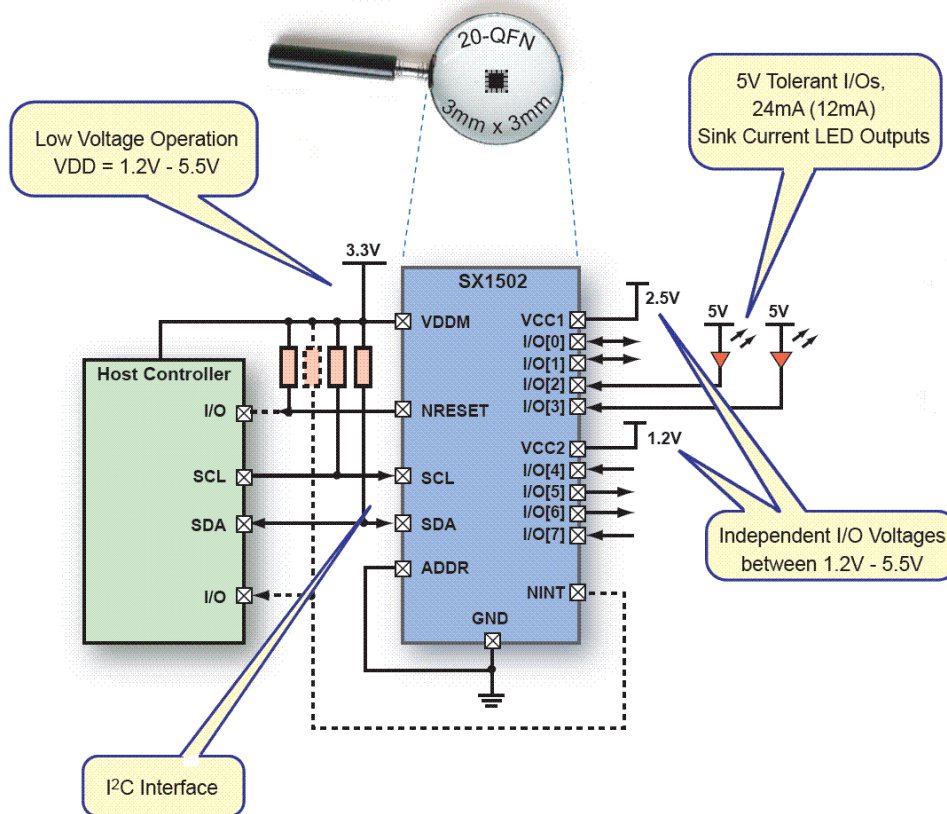 20-QFN
3mm x 3mm
5V Tolerant I/Os,
24mA (12mA)
Sink Current LED Outputs
Low Voltage Operation
VDD = 1.2V - 5.5V
3.3V
SX1502
VDDM
VCC1
2.5V
5V
5V
I/O[0]
I/O[1]
I/O[2]
I/O[3]
Host Controller
I/O
NRESET
VCC2
1.2V
SCL
SCL
I/O[4]
I/O[5]
I/O[6]
I/O[7]
SDA
SDA
Independent I/O Voltages
between 1.2V - 5.5V
ADDR
I/O
NINT
GND
I²C Interface